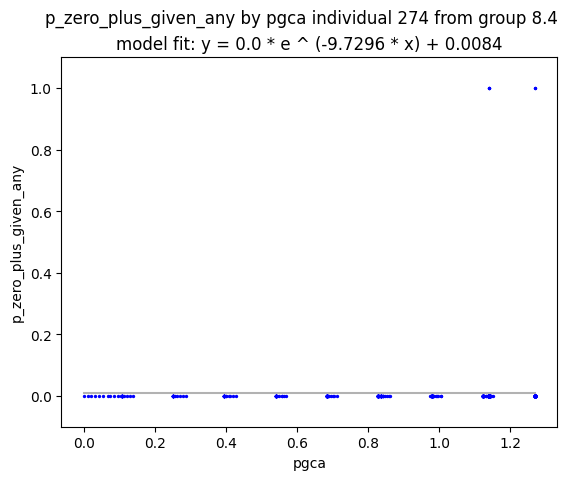 p_zero_plus_given_any by pgca individual 274 from group 8.4
model fit: y = 0.0 * e ^ (-9.7296 * x) + 0.0084
1.0
0.8
0.6
0.4
0.2
0.0
p_zero_plus_given_any
0.0 0.2 0.4 0.6 0.8 1.0 1.2
pgca